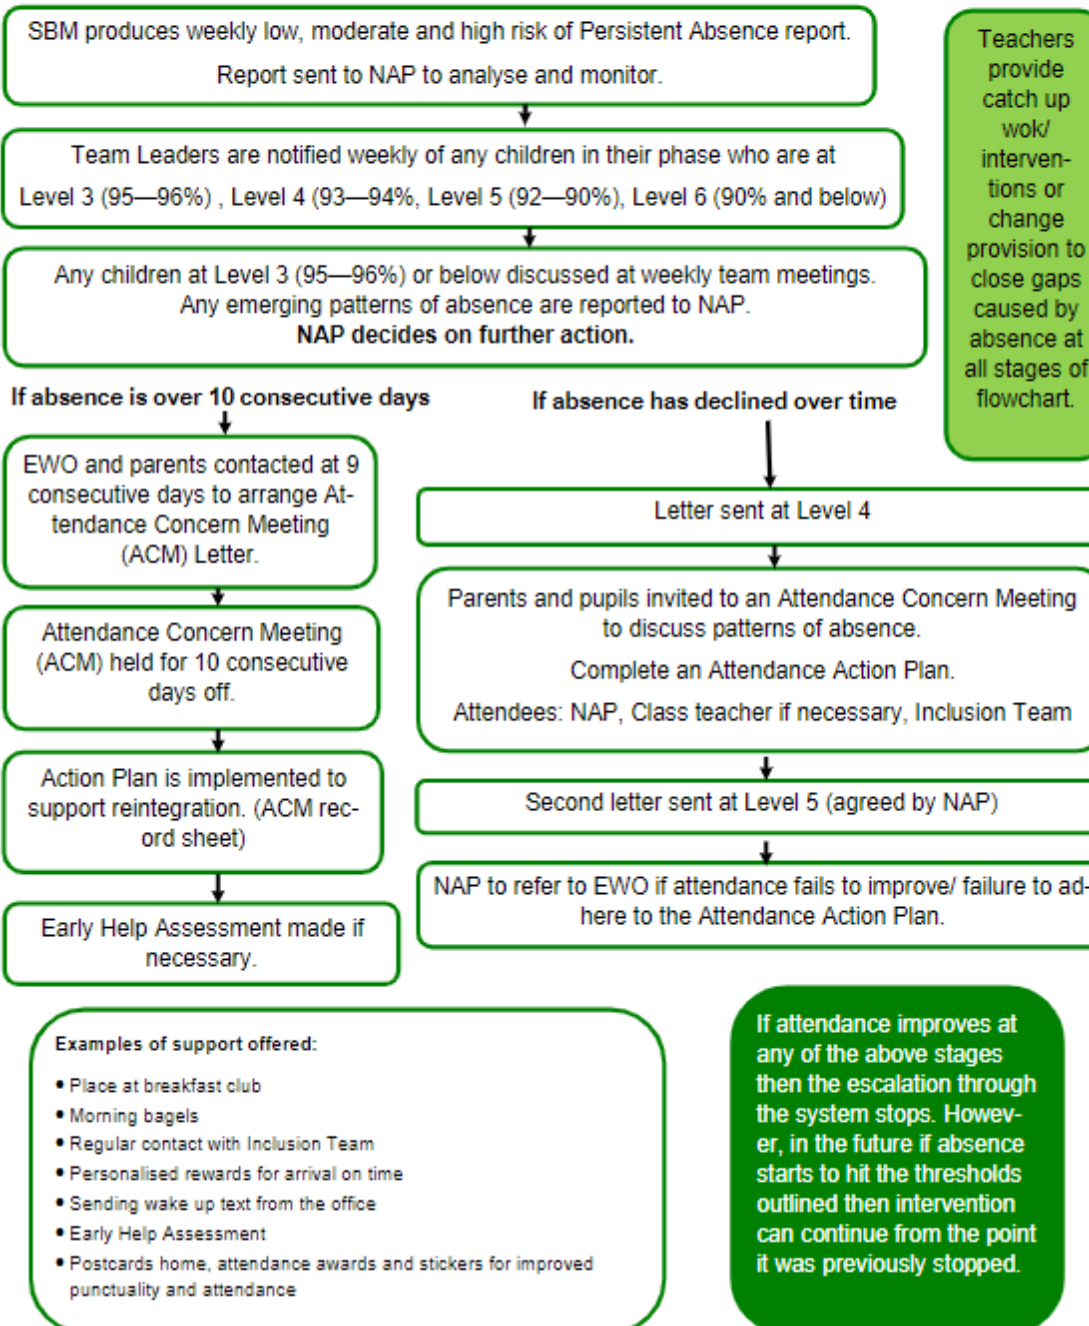 SBM produces weekly low, moderate and high risk of Persistent Absence report.
Report sent to NAP to analyse and monitor.
Team Leaders are notified weekly of any children in their phase who are at
Level 3 (95—96%) , Level 4 (93—94%, Level 5 (92—90%), Level 6 (90% and below)
Any children at Level 3 (95—96%) or below discussed at weekly team meetings.
Any emerging patterns of absence are reported to NAP.
NAP decides on further action.
Teachers
provide
catch up
wok/
interven-
tions or
change
provision to
close gaps
caused by
absence at
all stages of
flowchart.
If absence is over 10 consecutive days
EWO and parents contacted at 9
consecutive days to arrange At-
tendance Concern Meeting
(ACM) Letter.
Attendance Concern Meeting
(ACM) held for 10 consecutive
days off.
Action Plan is implemented to
support reintegration. (ACM rec-
ord sheet)
Early Help Assessment made if
necessary.
If absence has declined over time
Letter sent at Level 4
Parents and pupils invited to an Attendance Concern Meeting
to discuss patterns of absence.
Complete an Attendance Action Plan.
Attendees: NAP, Class teacher if necessary, Inclusion Team
Second letter sent at Level 5 (agreed by NAP)
NAP to refer to EWO if attendance fails to improve/ failure to ad-
here to the Attendance Action Plan.
Examples of support offered:
• Place at breakfast club
• Morning bagels
• Regular contact with Inclusion Team
• Personalised rewards for arrival on time
• Sending wake up text from the office
• Early Help Assessment
• Postcards home, attendance awards and stickers for improved
punctuality and attendance
If attendance improves at
any of the above stages
then the escalation through
the system stops. Howev-
er, in the future if absence
starts to hit the thresholds
outlined then intervention
can continue from the point
it was previously stopped.